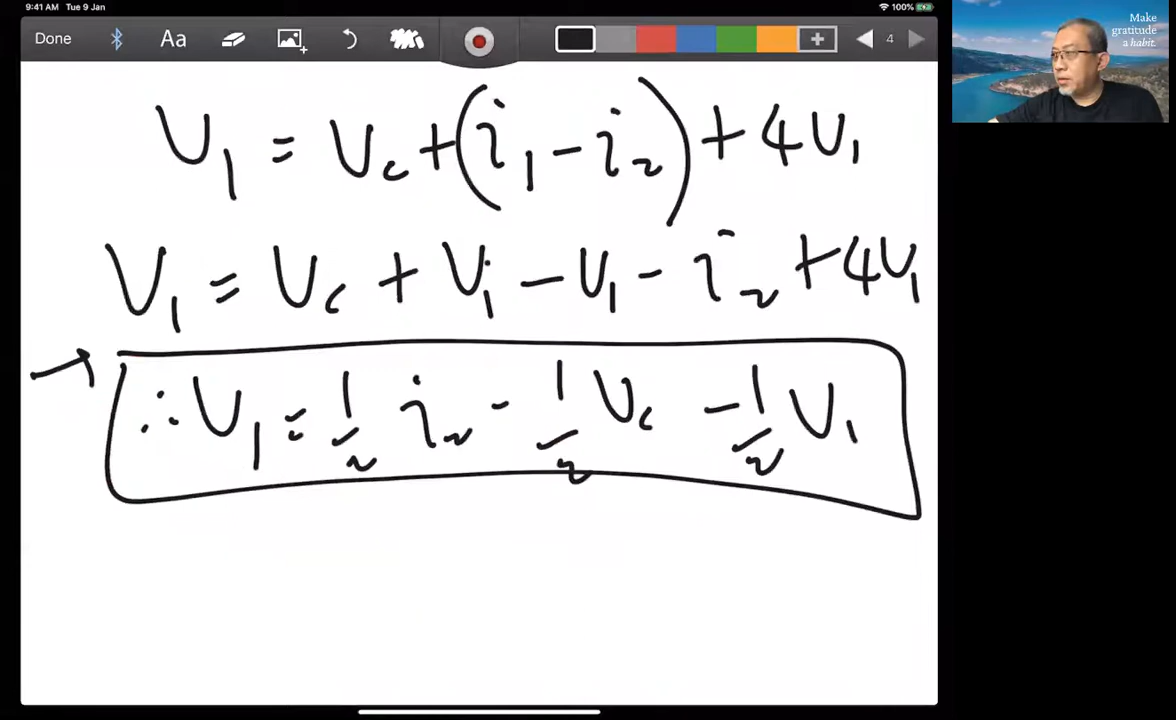 9:41 AM Tue 9 Jan
100%
Done
Aa
4
Make
gratitude
a habit.
V₁ = Vc + (i₁ - i₂) + 4V₁
V₁ = Vc + Vi - V₁ - i₂ + 4V₁
∴ V₁ = 1/2 i₂ - 1/2 Vc - 1/2 V₁